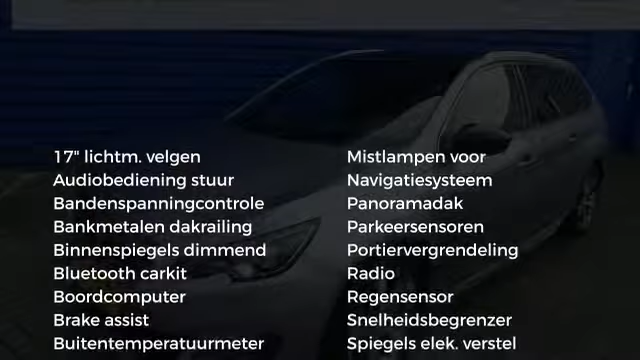 17" lichtm. velgen
Audiobediening stuur
Bandenspanningcontrole
Bankmetalen dakrailing
Binnenspiegels dimmend
Bluetooth carkit
Boordcomputer
Brake assist
Buitentemperatuurmeter
Mistlampen voor
Navigatiesysteem
Panoramadak
Parkeersensoren
Portiervergrendeling
Radio
Regensensor
Snelheidsbegrenzer
Spiegels elek. verstel